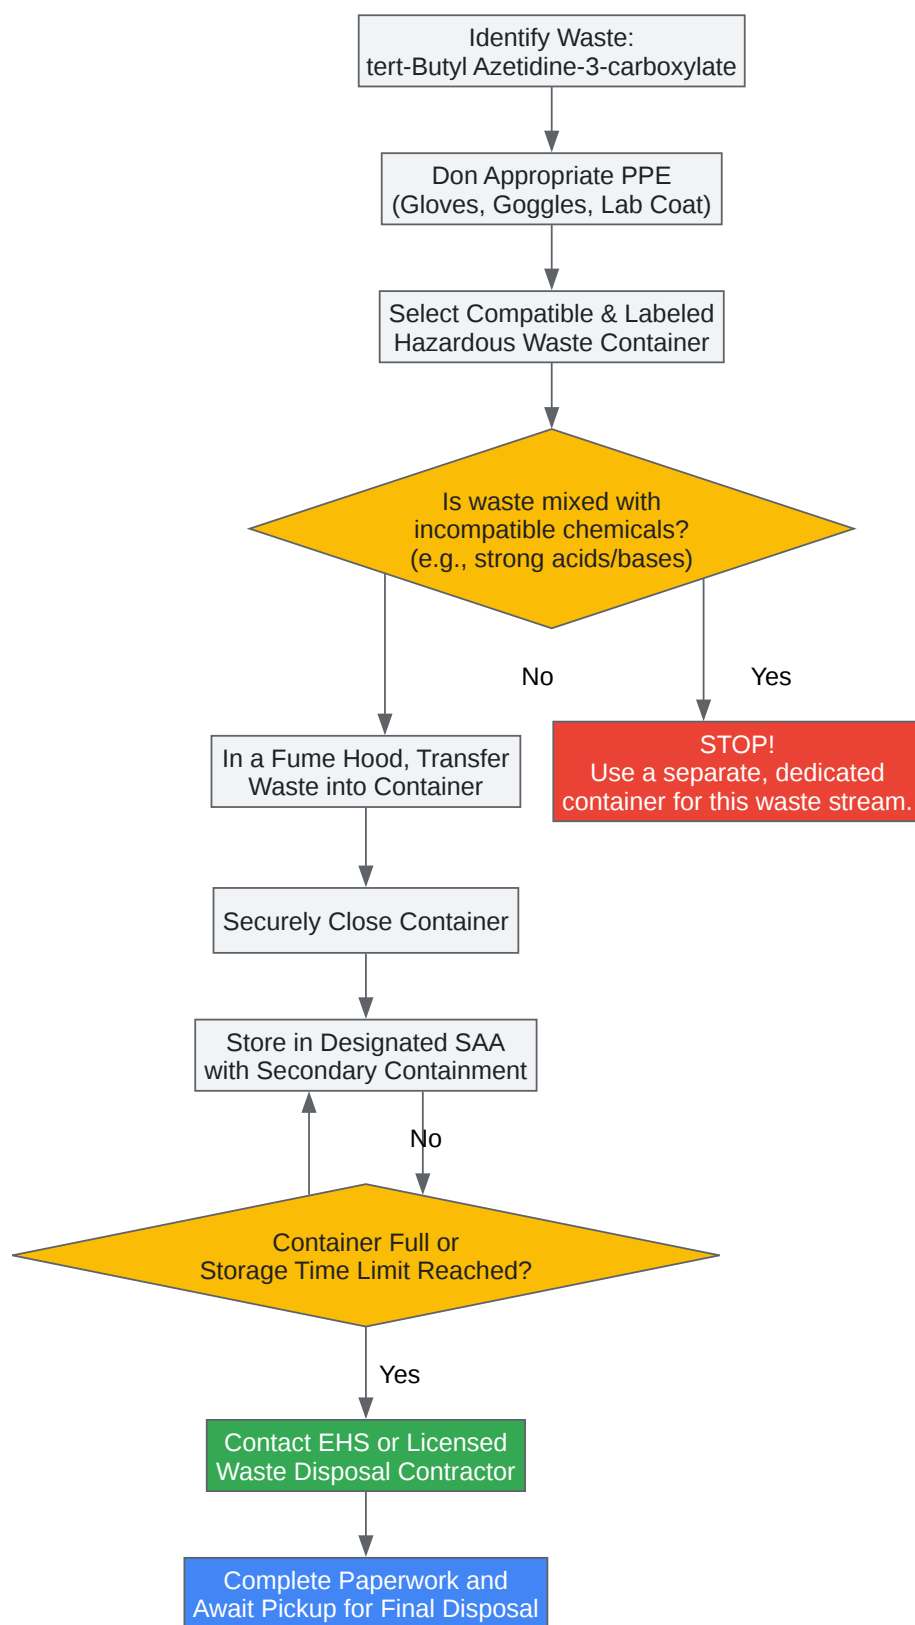 Identify Waste:
tert-Butyl Azetidine-3-carboxylate
Don Appropriate PPE
(Gloves, Goggles, Lab Coat)
Select Compatible & Labeled
Hazardous Waste Container
Is waste mixed with
incompatible chemicals?
(e.g., strong acids/bases)
No
Yes
In a Fume Hood, Transfer
Waste into Container
STOP!
Use a separate, dedicated
container for this waste stream.
Securely Close Container
Store in Designated SAA
with Secondary Containment
No
Container Full or
Storage Time Limit Reached?
Yes
Contact EHS or Licensed
Waste Disposal Contractor
Complete Paperwork and
Await Pickup for Final Disposal